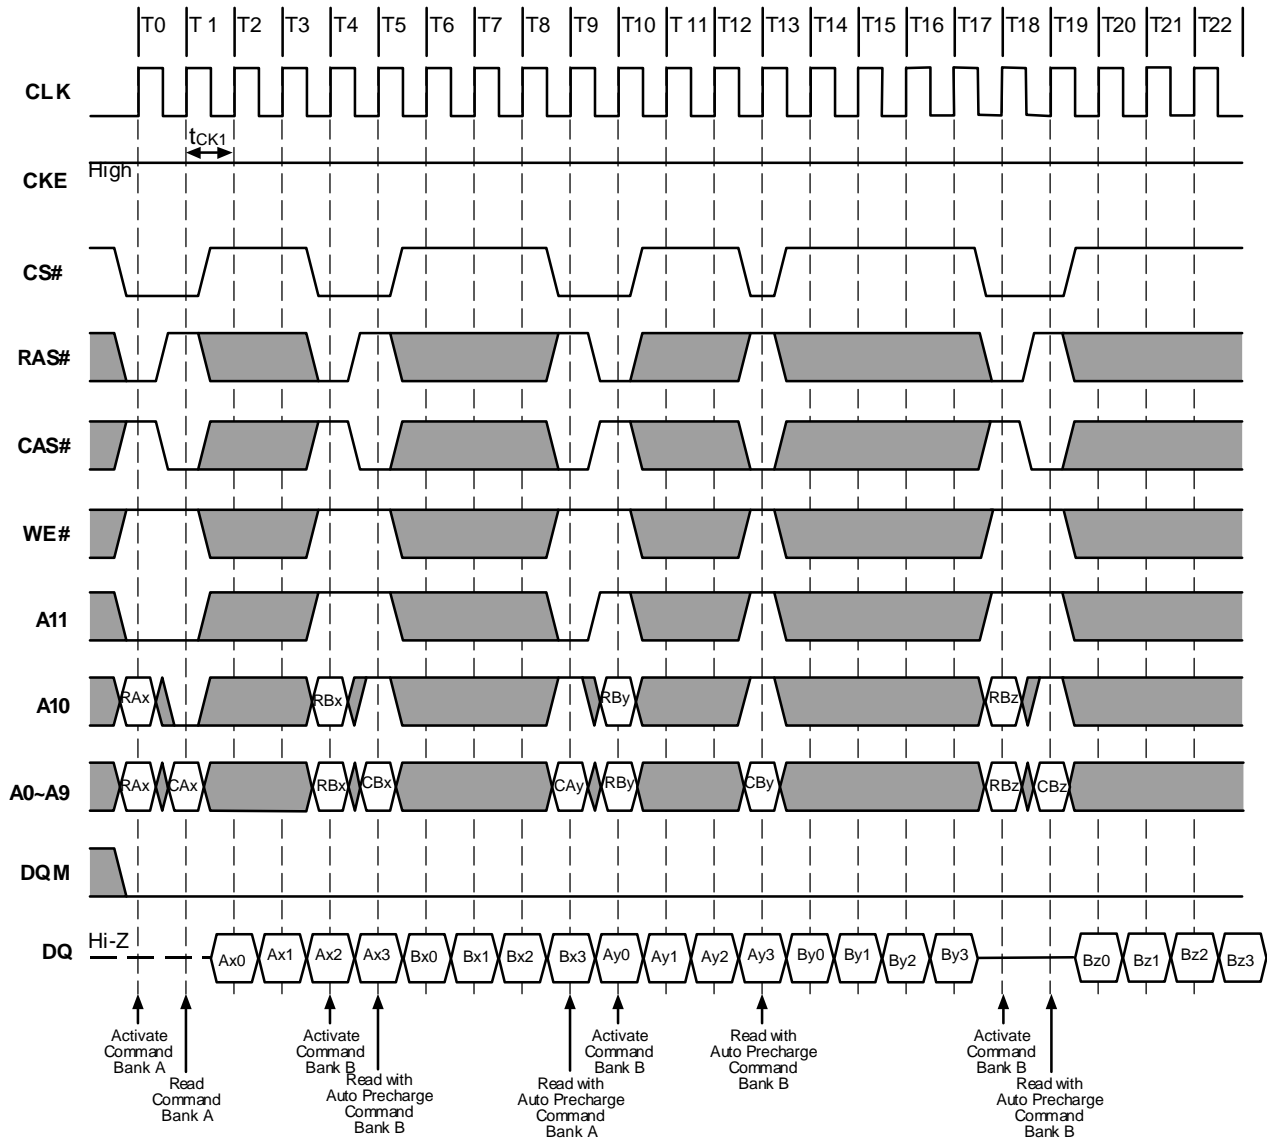 T0 T 1 T2 T3 T4 T5 T6 T7 T8 T9 T10 T 11 T12 T13 T14 T15 T16 T17 T18 T19 T20 T21 T22
CLK
tCK1
High
CKE
CS#
RAS#
CAS#
WE#
A11
A10
RAx RBx RBy RBz
A0~A9
RAx CAx RBx CBx CAy RBy CBy RBz CBz
DQM
Hi-Z
DQ
Ax0 Ax1 Ax2 Ax3 Bx0 Bx1 Bx2 Bx3 Ay0 Ay1 Ay2 Ay3 By0 By1 By2 By3 Bz0 Bz1 Bz2 Bz3
Activate
Command
Bank A
Read
Command
Bank A
Activate
Command
Bank B
Read with
Auto Precharge
Command
Bank B
Read with
Auto Precharge
Command
Bank A
Activate
Command
Bank B
Read with
Auto Precharge
Command
Bank B
Activate
Command
Bank B
Read with
Auto Precharge
Command
Bank B